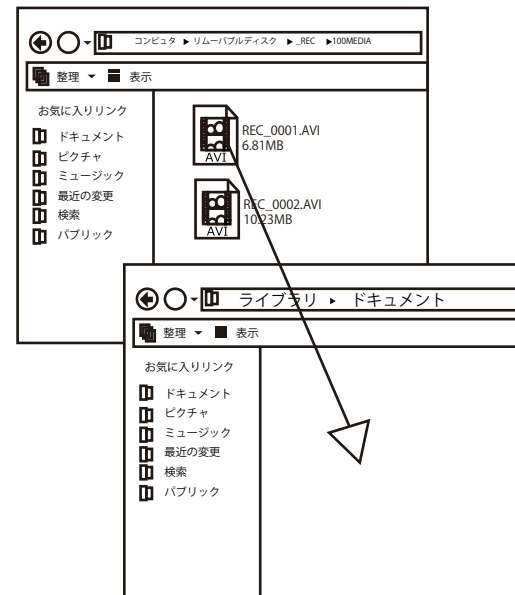 コンピュタ ▶ リムーバブルディスク ▶ _REC ▶100MEDIA
整理 ▼ 表示
お気に入りリンク
ドキュメント
ピクチャ
ミュージック
最近の変更
検索
パブリック
AVI
REC_0001.AVI
6.81MB
AVI
REC_0002.AVI
10.23MB
ライブラリ ▸ ドキュメント
整理 ▼ 表示
お気に入りリンク
ドキュメント
ピクチャ
ミュージック
最近の変更
検索
パブリック